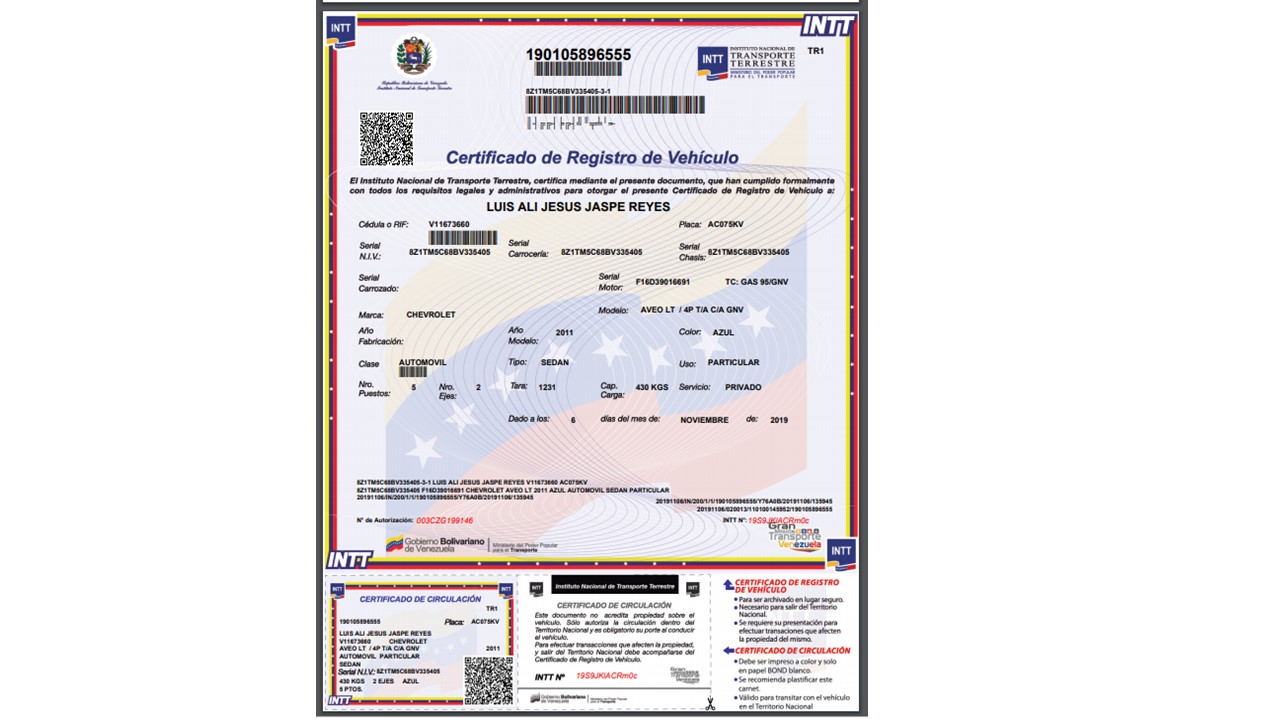 INTT
INTT
190105896555
INTT
INSTITUTO NACIONAL DE
TRANSPORTE
TERRESTRE
MINISTERIO DEL PODER POPULAR
PARA EL TRANSPORTE
TR1
República Bolivariana de Venezuela
Instituto Nacional de Transporte Terrestre
8Z1TM5C68BV335405-3-1
Certificado de Registro de Vehículo
El Instituto Nacional de Transporte Terrestre, certifica mediante el presente documento, que han cumplido formalmente
con todos los requisitos legales y administrativos para otorgar el presente Certificado de Registro de Vehículo a:
LUIS ALI JESUS JASPE REYES
Cédula o RIF: V11673660 Placa: AC075KV
Serial N.I.V.: 8Z1TM5C68BV335405 Serial Carrocería: 8Z1TM5C68BV335405 Serial Chasis: 8Z1TM5C68BV335405
Serial Carrozado: Serial Motor: F16D39016691 TC: GAS 95/GNV
Marca: CHEVROLET Modelo: AVEO LT / 4P T/A C/A GNV
Año Fabricación: Año Modelo: 2011 Color: AZUL
Clase AUTOMOVIL Tipo: SEDAN Uso: PARTICULAR
Nro. Puestos: 5 Nro. Ejes: 2 Tara: 1231 Cap. Carga: 430 KGS Servicio: PRIVADO
Dado a los: 6 días del mes de: NOVIEMBRE de: 2019
8Z1TM5C68BV335405-3-1 LUIS ALI JESUS JASPE REYES V11673660 AC075KV
8Z1TM5C68BV335405 F16D39016691 CHEVROLET AVEO LT 2011 AZUL AUTOMOVIL SEDAN PARTICULAR
20191106/IN/200/1/1/190105896555/Y76A0B/20191106/135945
20191106/IN/200/1/1/190105896555/Y76A0B/20191106/135945
20191106/020013/110100145952/190105896555
N° de Autorización: 003CZG199146
INTT N°: 19S9JKiACRm0c
Gobierno Bolivariano de Venezuela
Ministerio del Poder Popular para el Transporte
Gran
Misión
Transporte
Venezuela
INTT
INTT
CERTIFICADO DE CIRCULACIÓN
TR1
190105896555 Placa: AC075KV
LUIS ALI JESUS JASPE REYES
V11673660 CHEVROLET
AVEO LT / 4P T/A C/A GNV 2011
AUTOMOVIL PARTICULAR
SEDAN
Serial N.I.V: 8Z1TM5C68BV335405
430 KGS 2 EJES AZUL
5 PTOS.
INTT
INTT
Instituto Nacional de Transporte Terrestre
INTT
CERTIFICADO DE CIRCULACIÓN
Este documento no acredita propiedad sobre el
vehículo. Sólo autoriza la circulación dentro del
Territorio Nacional y es obligatorio su porte al conducir
el vehículo.
Para efectuar transacciones que afecten la propiedad,
y salir del Territorio Nacional debe acompañarse del
Certificado de Registro de Vehículo.
INTT Nº 19S9JKiACRm0c
Gobierno Bolivariano
de Venezuela
CERTIFICADO DE REGISTRO
DE VEHÍCULO
• Para ser archivado en lugar seguro.
• Necesario para salir del Territorio
Nacional.
• Se requiere su presentación para
efectuar transacciones que afecten
la propiedad del mismo.
CERTIFICADO DE CIRCULACIÓN
• Debe ser impreso a color y solo
en papel BOND blanco.
• Se recomienda plastificar este
carnet.
• Válido para transitar con el vehículo
en el Territorio Nacional